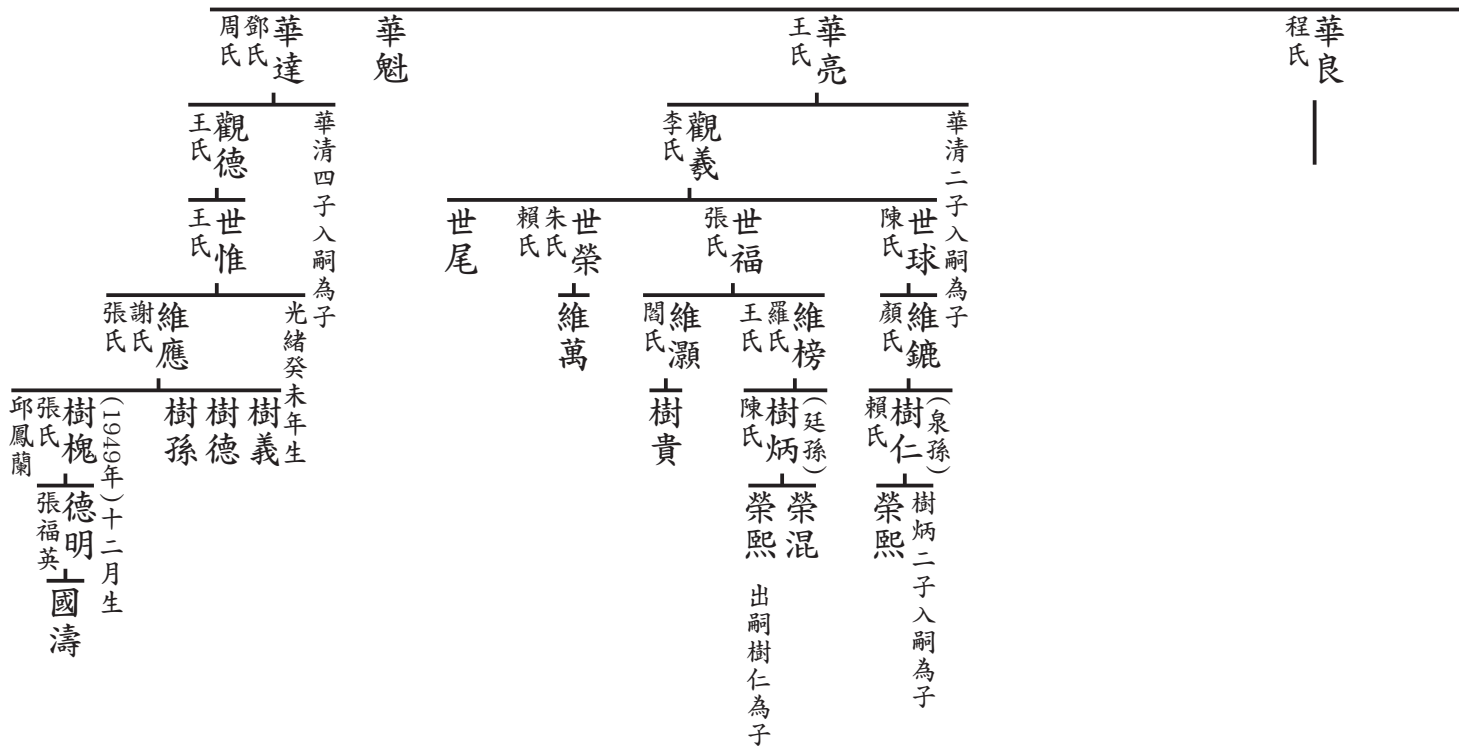 華良
程氏
華亮
王氏
華魁
華達
鄧氏
周氏
華清二子入嗣為子
觀羲
李氏
華清四子入嗣為子
觀德
王氏
世球
陳氏
世福
張氏
世榮
朱氏
賴氏
世尾
世惟
王氏
維鑣
顏氏
維榜
羅氏
王氏
維灝
閻氏
維萬
光緒癸未年生
維應
謝氏
張氏
(泉孫)
樹仁
賴氏
(廷孫)
樹炳
陳氏
樹貴
樹義
樹德
樹孫
(1949年)十二月生
樹槐
張氏
邱鳳蘭
樹炳二子入嗣為子
榮熙
榮混
榮熙 出嗣樹仁為子
德明
張福英
國濤